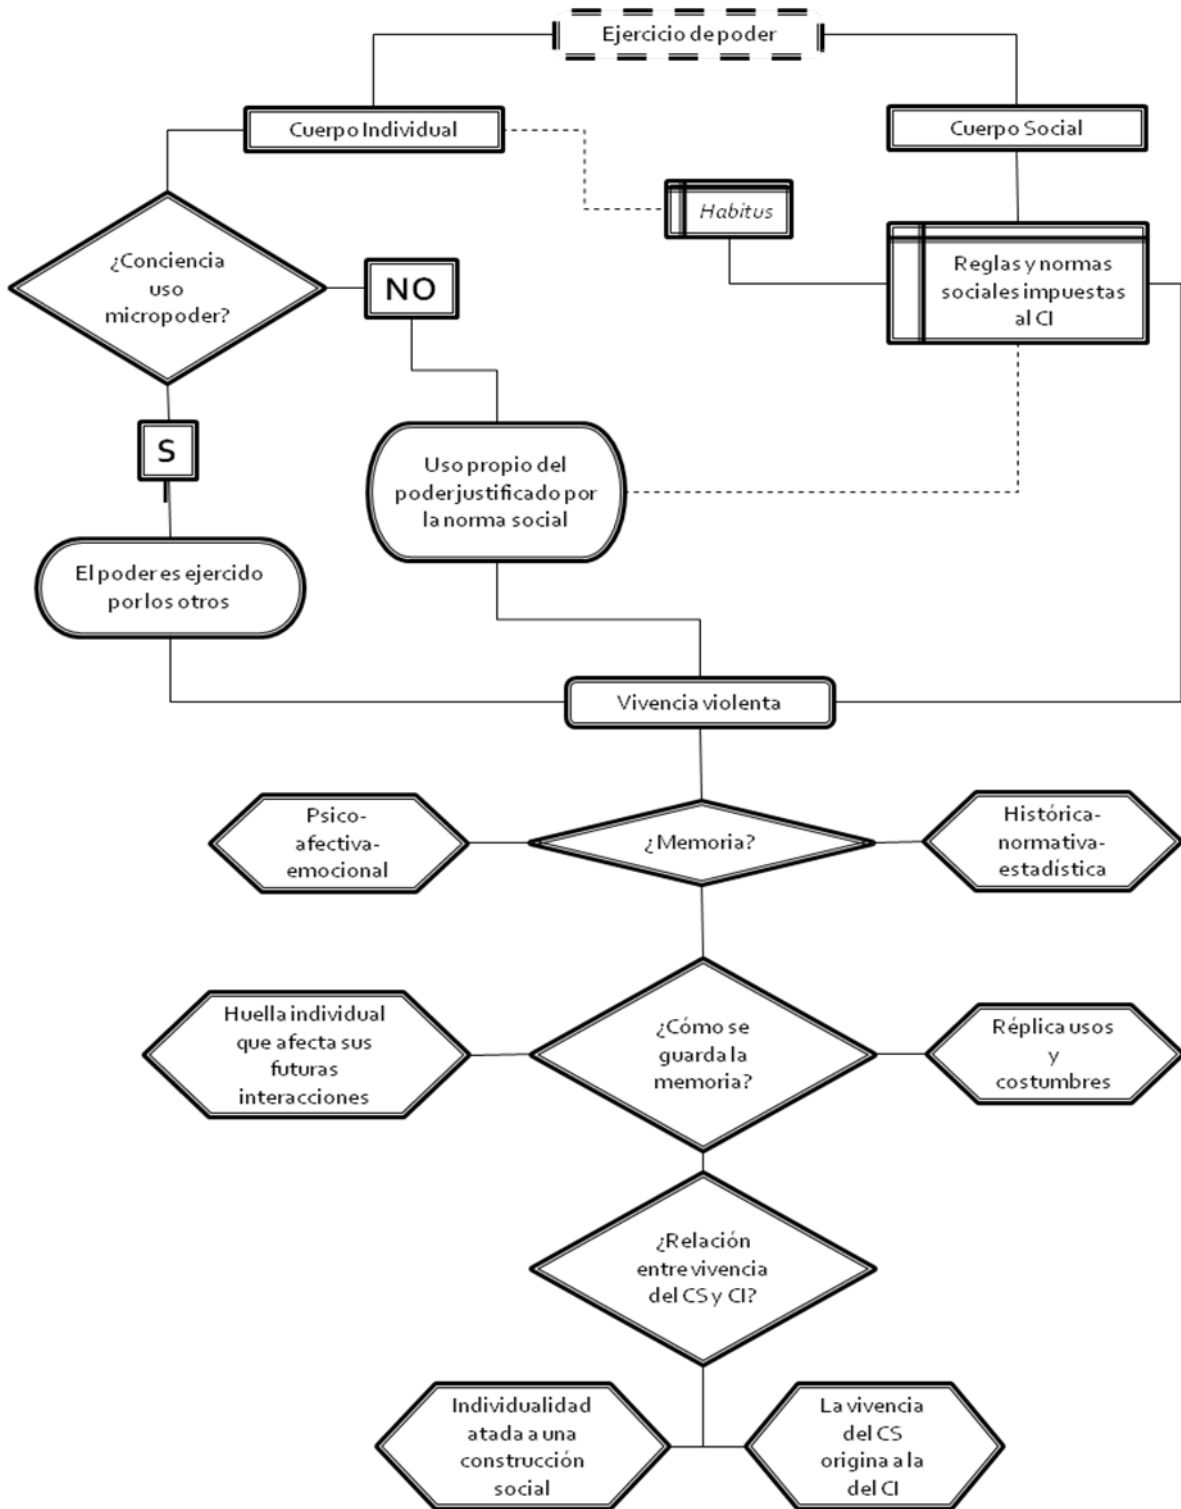 Ejercicio de poder
Cuerpo Individual
Cuerpo Social
Habitus
¿Conciencia
uso
micropoder?
NO
Reglas y normas
sociales impuestas
al CI
S
I
Uso propio del
poder justificado por
la norma social
El poder es ejercido
por los otros
Vivencia violenta
Psico-
afectiva-
emocional
¿Memoria?
Histórica-
normativa-
estadística
Huella individual
que afecta sus
futuras
interacciones
¿Cómo se
guarda la
memoria?
Réplica usos
y
costumbres
¿Relación
entre vivencia
del CS y CI?
Individualidad
atada a una
construcción
social
La vivencia
del CS
origina a la
del CI